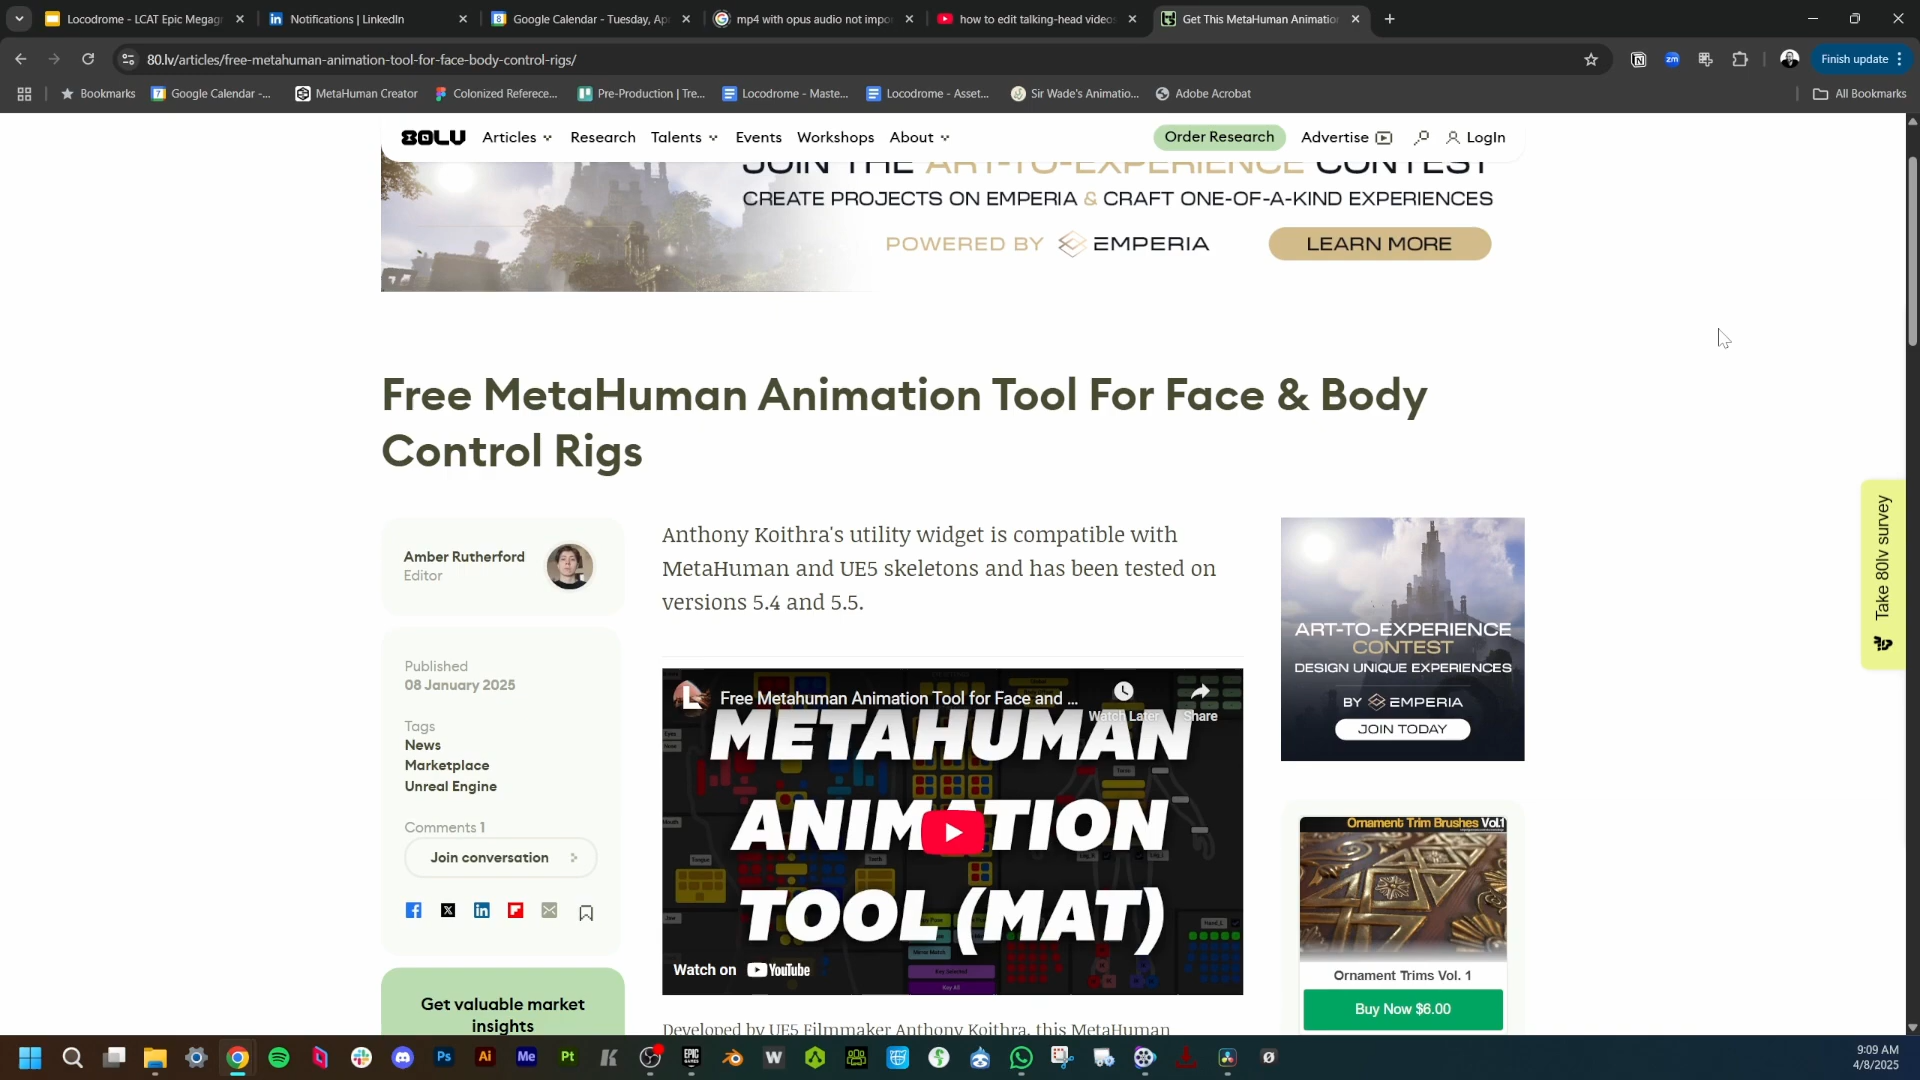 Locodrome - LCAT Epic Megag
Notifications | LinkedIn
Google Calendar - Tuesday, Ap
mp4 with opus audio not impo
how to edit talking-head videos
Get This MetaHuman Animation
80.lv/articles/free-metahuman-animation-tool-for-face-body-control-rigs/
Finish update
Bookmarks
Google Calendar -...
MetaHuman Creator
Colonized Referece...
Pre-Production | Tre...
Locodrome - Maste...
Locodrome - Asset...
Sir Wade's Animatio...
Adobe Acrobat
All Bookmarks
80LV
Articles
Research
Talents
Events
Workshops
About
Order Research
Advertise
LogIn
JOIN THE ART-TO-EXPERIENCE CONTEST
CREATE PROJECTS ON EMPERIA & CRAFT ONE-OF-A-KIND EXPERIENCES
POWERED BY EMPERIA
LEARN MORE
Free MetaHuman Animation Tool For Face & Body
Control Rigs
Amber Rutherford
Editor
Published
08 January 2025
Tags
News
Marketplace
Unreal Engine
Comments 1
Join conversation
Get valuable market
insights
Anthony Koithra's utility widget is compatible with
MetaHuman and UE5 skeletons and has been tested on
versions 5.4 and 5.5.
Free Metahuman Animation Tool for Face and ...
Watch Later
Share
METAHUMAN
ANIMATION
TOOL (MAT)
Watch on YouTube
Developed by UE5 Filmmaker Anthony Koithra, this MetaHuman
ART-TO-EXPERIENCE
CONTEST
DESIGN UNIQUE EXPERIENCES
BY EMPERIA
JOIN TODAY
Ornament Trim Brushes Vol.1
Ornament Trims Vol. 1
Buy Now $6.00
Take 80lv survey
9:09 AM
4/8/2025